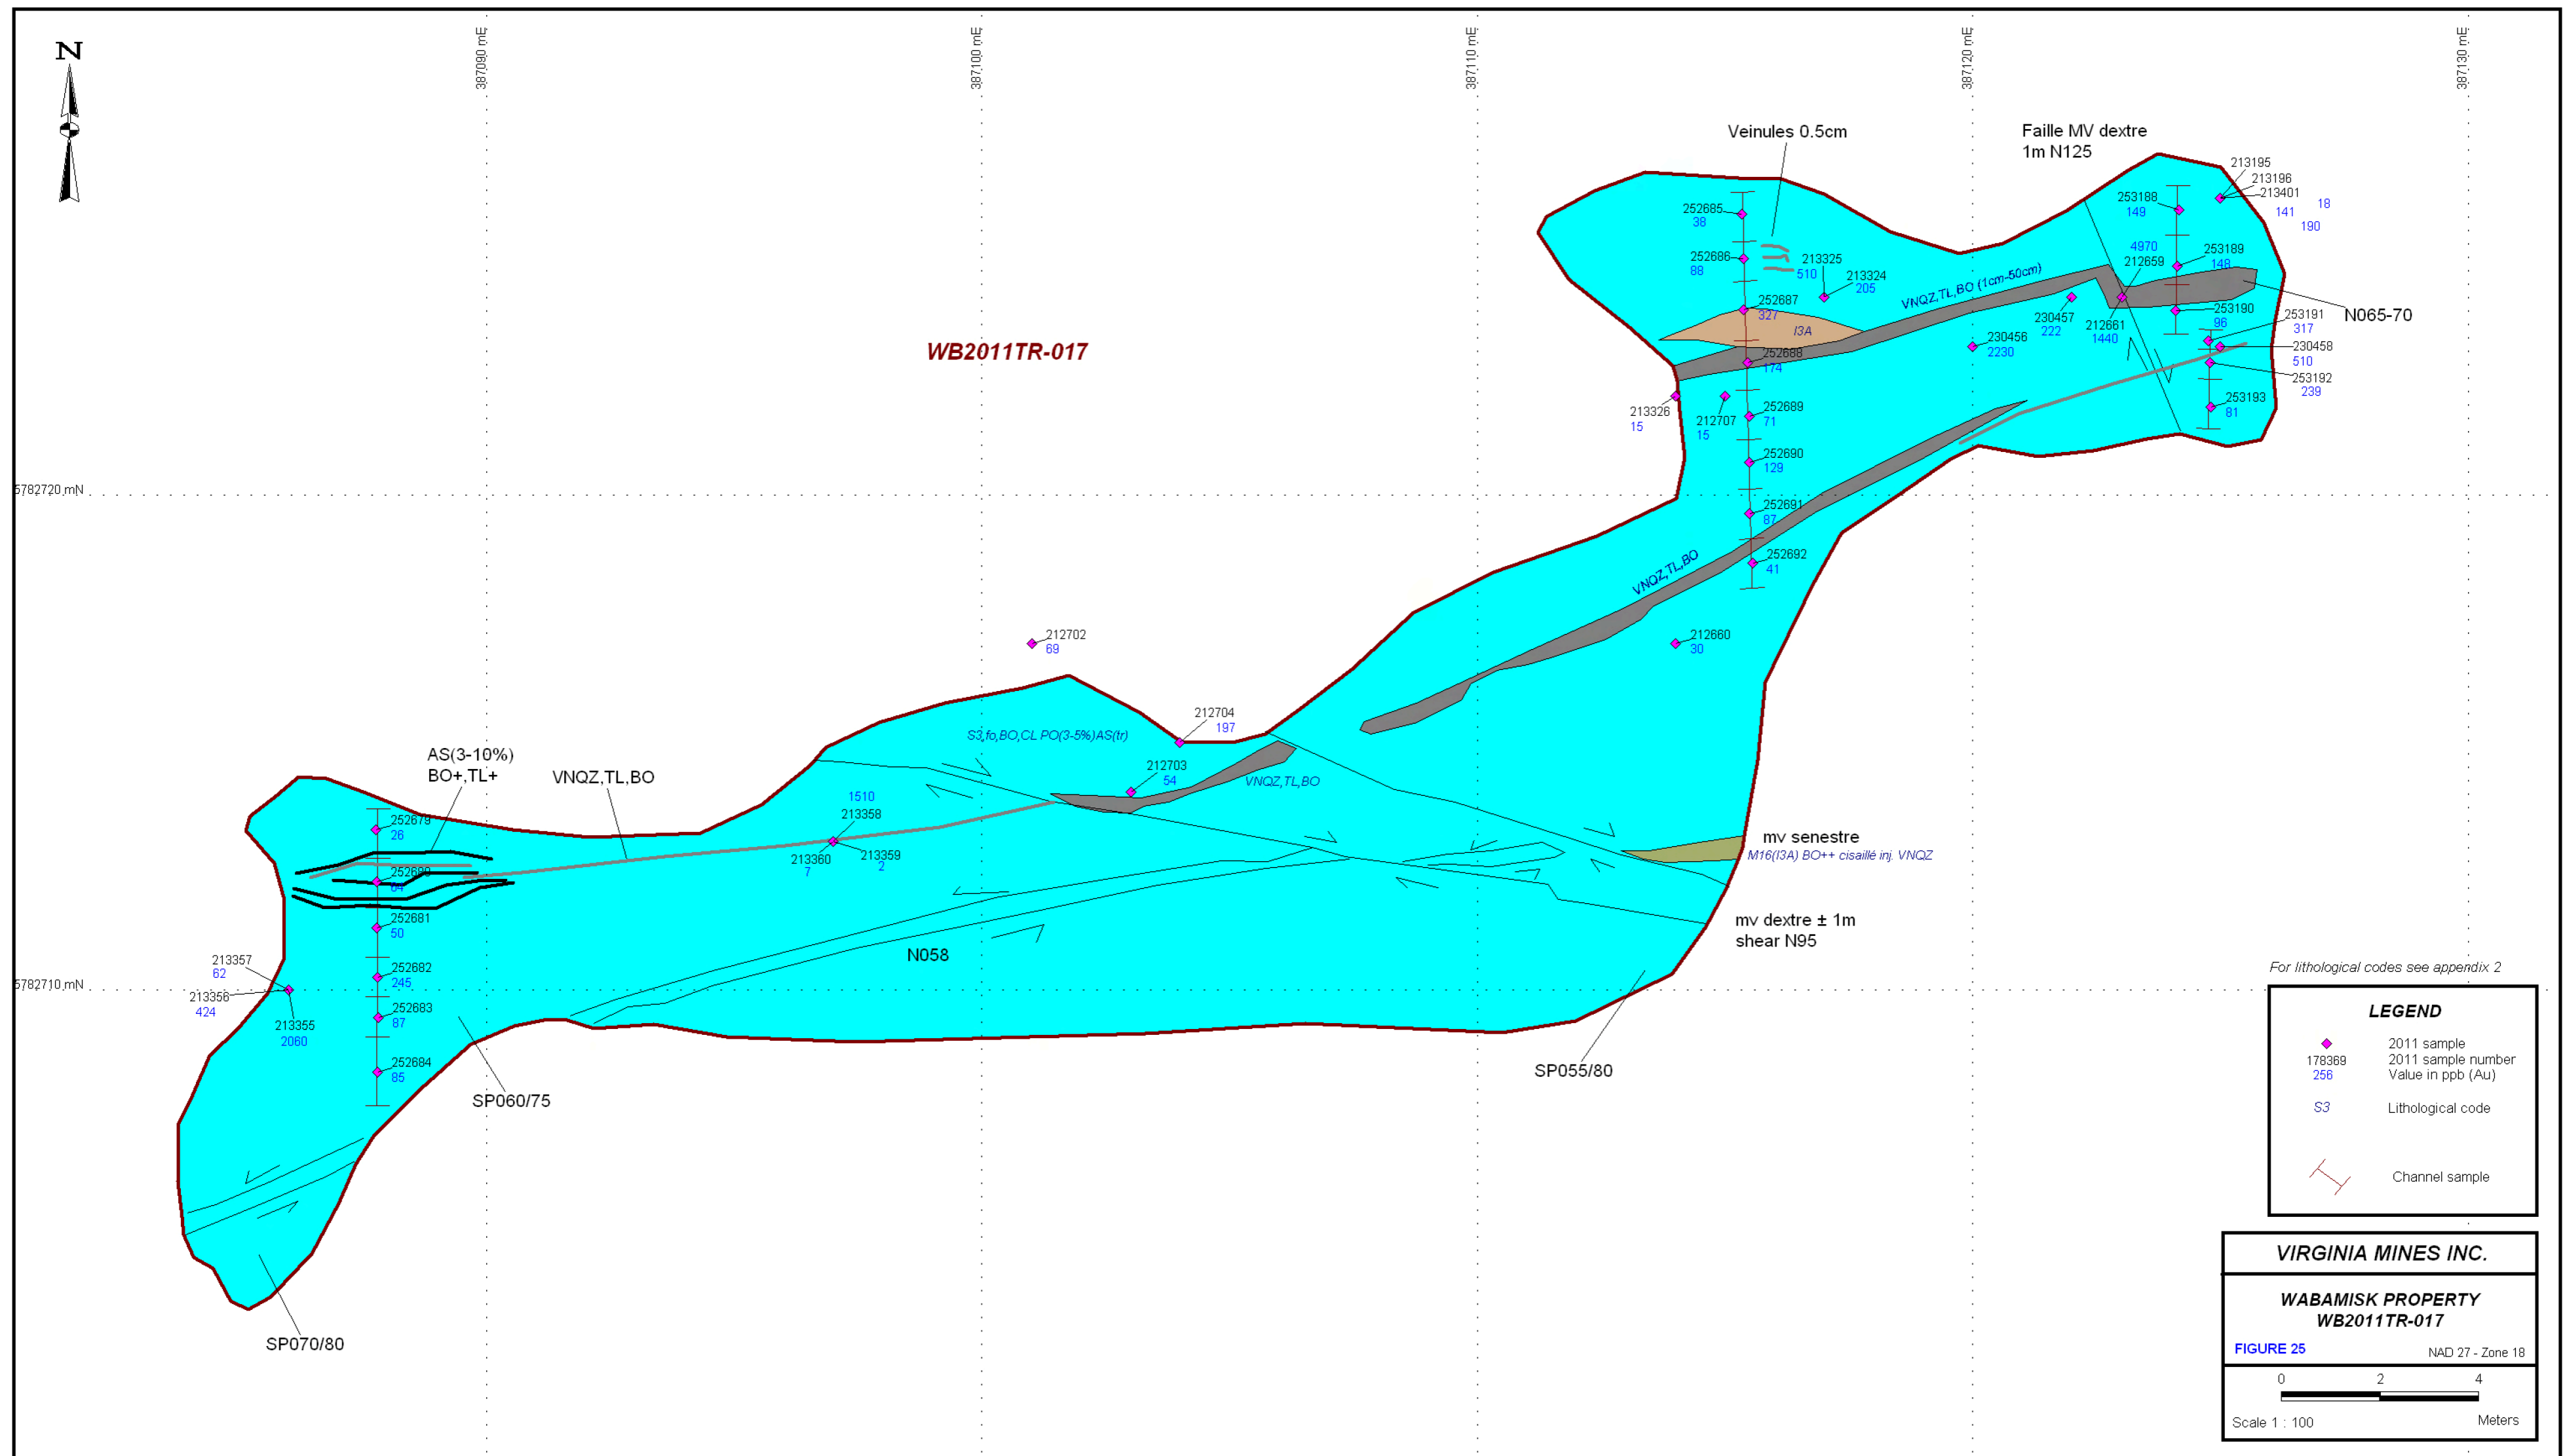 N
387090 mE
387100 mE
387110 mE
387120 mE
387130 mE
5782720 mN
5782710 mN
WB2011TR-017
Veinules 0.5cm
Faille MV dextre
1m N125
213195
213196
213401
18
141
190
253188
149
4970
212659
253189
148
252685
38
252686
88
213325
510
213324
205
VNQZ,TL,BO (1cm-50cm)
252687
327
I3A
230457
222
212661
1440
253190
96
253191
317
N065-70
230456
2230
230458
510
253192
239
253193
81
252688
174
213326
15
212707
15
252689
71
252690
129
252691
87
252692
41
VNQZ,TL,BO
212702
69
212660
30
212704
197
S3,fo,BO,CL PO(3-5%)AS(tr)
212703
54
VNQZ,TL,BO
AS(3-10%)
BO+,TL+
VNQZ,TL,BO
1510
213358
213360
7
213359
2
252679
26
252680
64
252681
50
252682
245
252683
87
252684
85
213357
62
213356
424
213355
2060
mv senestre
M16(I3A) BO++ cisaillé inj. VNQZ
mv dextre ± 1m
shear N95
N058
SP055/80
SP060/75
SP070/80
For lithological codes see appendix 2
LEGEND
2011 sample
178369 2011 sample number
256 Value in ppb (Au)
S3 Lithological code
Channel sample
VIRGINIA MINES INC.
WABAMISK PROPERTY
WB2011TR-017
FIGURE 25 NAD 27 - Zone 18
0 2 4
Scale 1 : 100 Meters